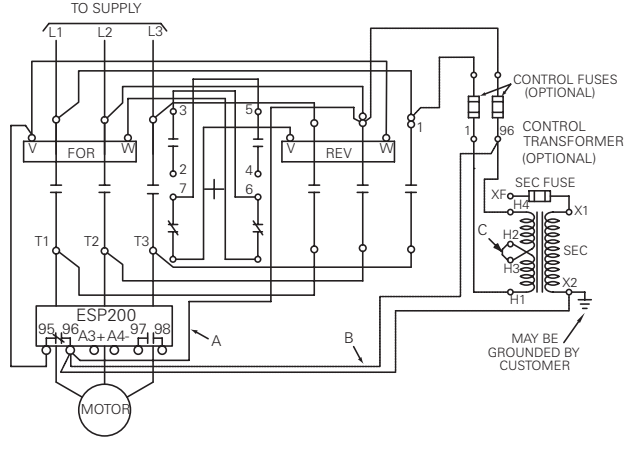 TO SUPPLY
L1 L2 L3
CONTROL FUSES
(OPTIONAL)
3 5 1
1 96 CONTROL
TRANSFORMER
(OPTIONAL)
V FOR W
V REV W
2 4
7 6
XF SEC FUSE
H4 X1
C H2
H3 SEC
H1 X2
T1 T2 T3
ESP200
95 96 A3+ A4- 97 98
A
B
MAY BE
GROUNDED BY
CUSTOMER
MOTOR